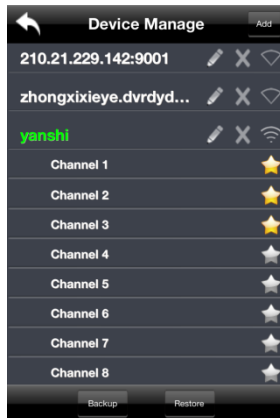 Device Manage
Add
210.21.229.142:9001
zhongxixieye.dvrdyd...
yanshi
Channel 1
Channel 2
Channel 3
Channel 4
Channel 5
Channel 6
Channel 7
Channel 8
Backup
Restore